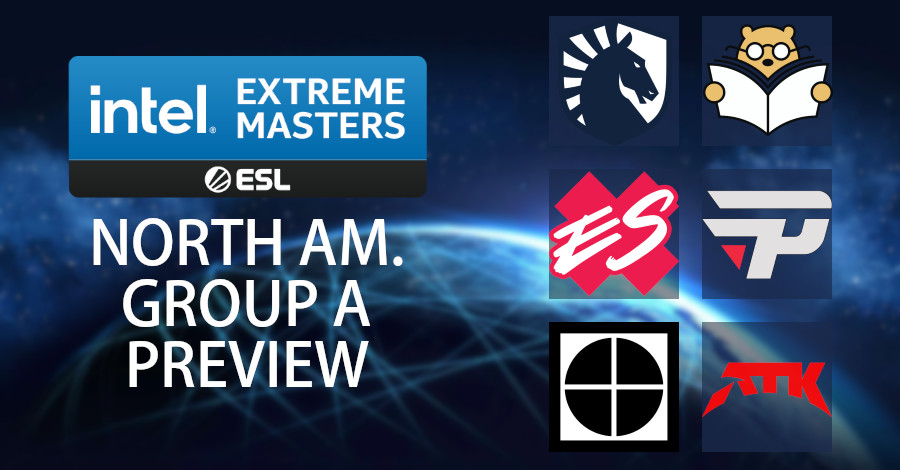 intel® EXTREME
MASTERS
ESL
NORTH AM.
GROUP A
PREVIEW
ES
P
ATK